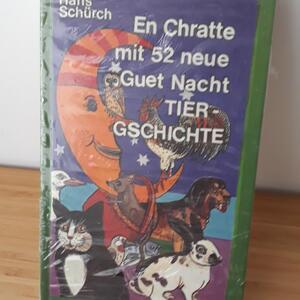 Hans
Schürch
En Chratte
mit 52 neue
Guet Nacht
TIER-
GSCHICHTE